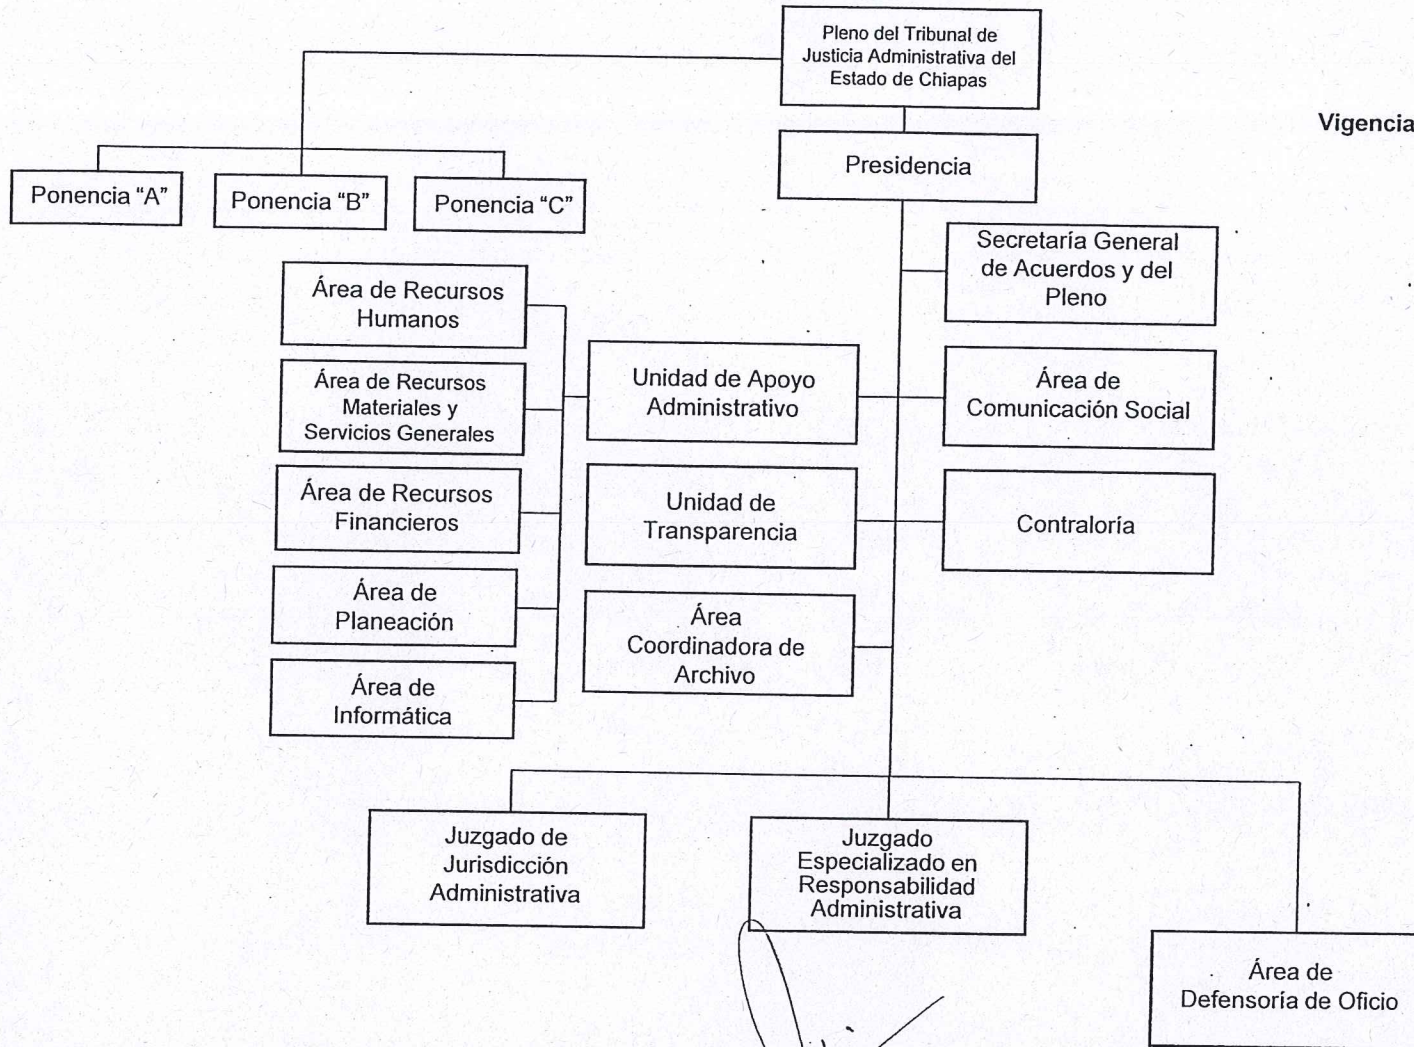 Pleno del Tribunal de
Justicia Administrativa del
Estado de Chiapas
Vigencia
Presidencia
Ponencia “A”
Ponencia “B”
Ponencia “C”
Secretaría General
de Acuerdos y del
Pleno
Área de Recursos
Humanos
Área de Recursos
Materiales y
Servicios Generales
Área de Recursos
Financieros
Área de
Planeación
Área de
Informática
Unidad de Apoyo
Administrativo
Unidad de
Transparencia
Área
Coordinadora de
Archivo
Área de
Comunicación Social
Contraloría
Juzgado de
Jurisdicción
Administrativa
Juzgado
Especializado en
Responsabilidad
Administrativa
Área de
Defensoría de Oficio